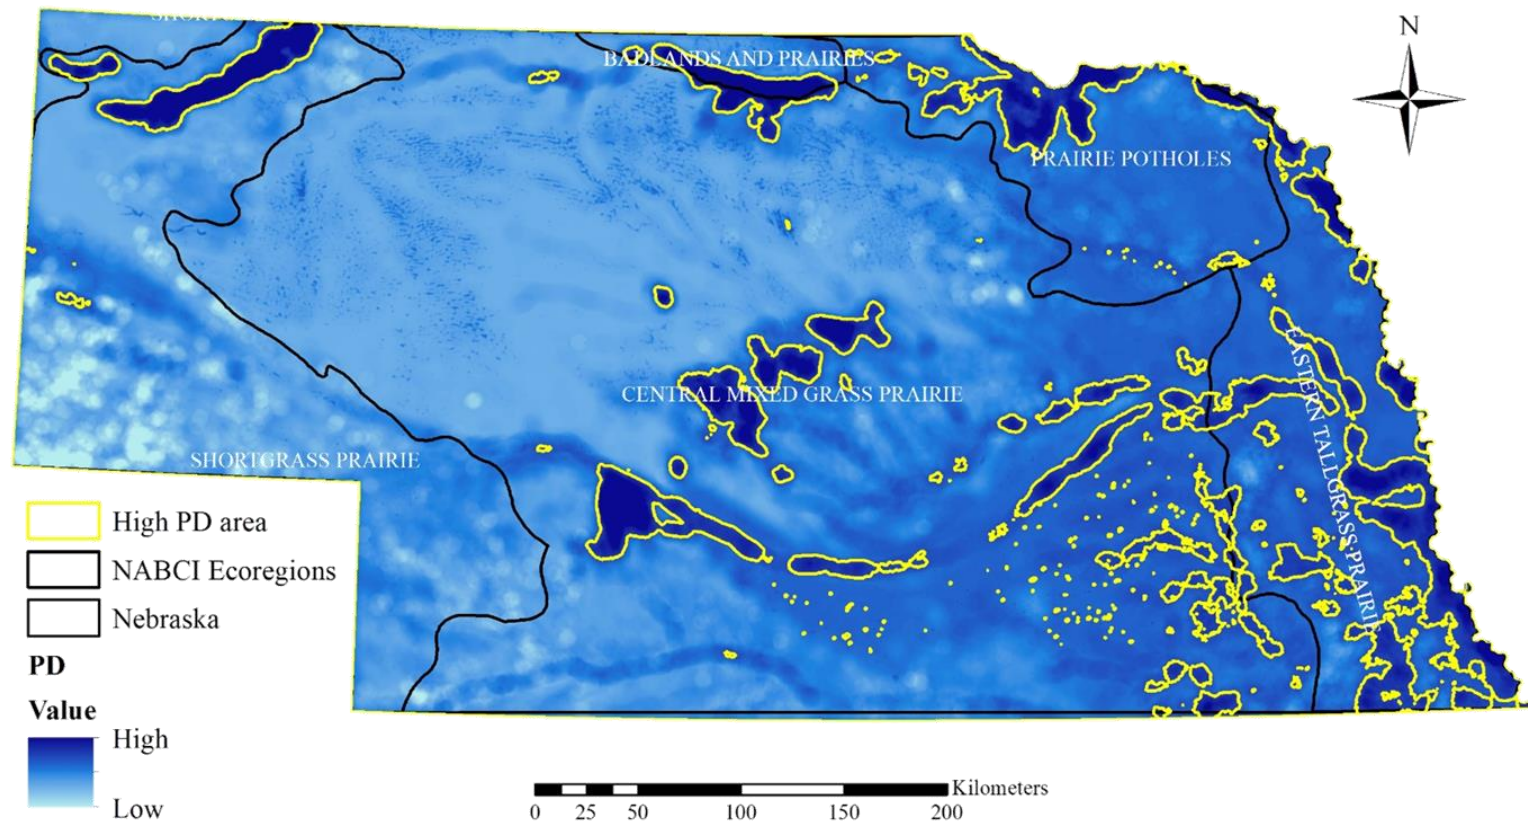 N
BADLANDS AND PRAIRIES
PRAIRIE POTHOLES
CENTRAL MIXED GRASS PRAIRIE
EASTERN TALLGRASS PRAIRIE
SHORTGRASS PRAIRIE
High PD area
NABCI Ecoregions
Nebraska
PD
Value
High
Low
Kilometers
0 25 50 100 150 200